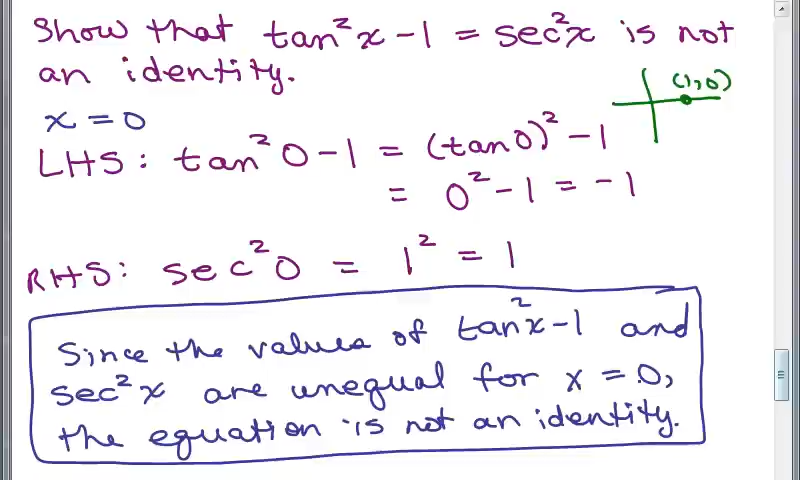 Show that tan²x - 1 = sec²x is not
an identity.
(1,0)
x = 0
LHS: tan²0 - 1 = (tan0)² - 1
= 0² - 1 = -1
RHS: sec²0 = 1² = 1
Since the values of tan²x - 1 and
sec²x are unequal for x = 0,
the equation is not an identity.